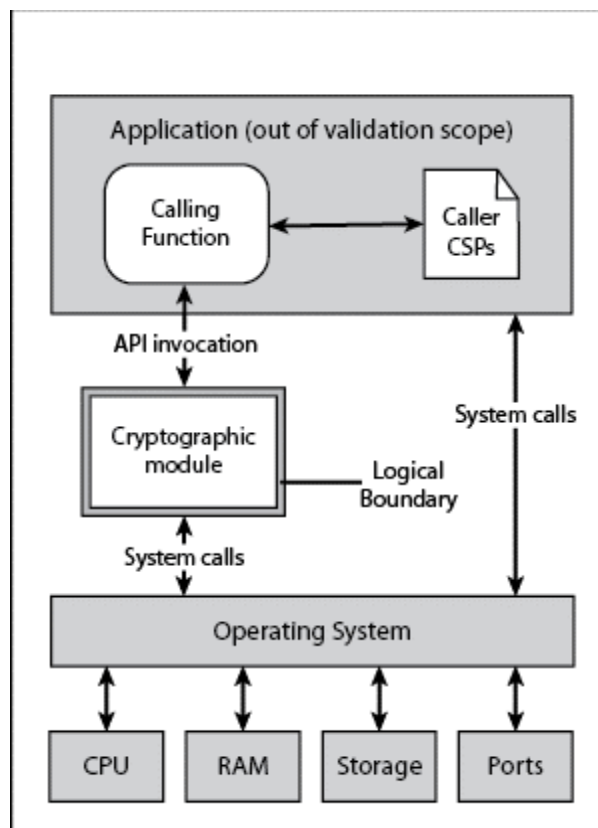 Application (out of validation scope)
Calling
Function
Caller
CSPs
API invocation
System calls
Cryptographic
module
Logical
Boundary
System calls
Operating System
CPU
RAM
Storage
Ports